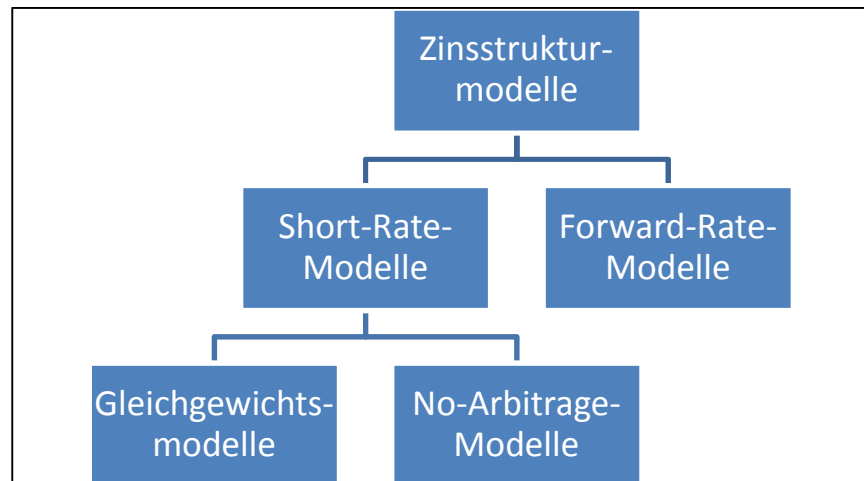 Zinsstruktur-
modelle
Short-Rate-
Modelle
Forward-Rate-
Modelle
Gleichgewichts-
modelle
No-Arbitrage-
Modelle